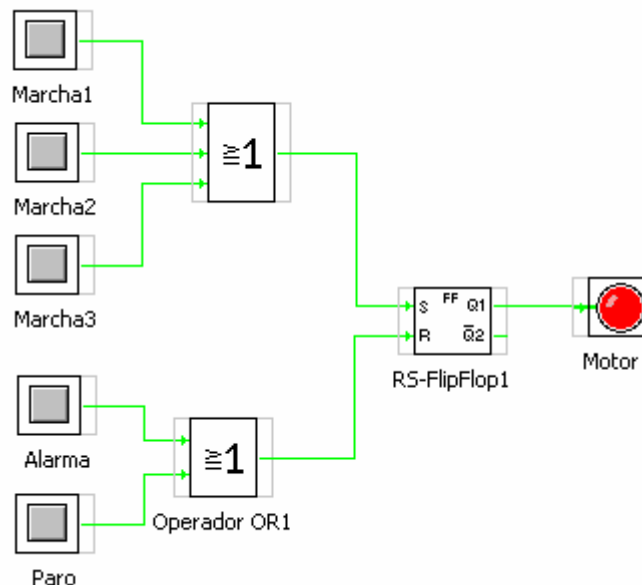 Marcha1
≧1
Marcha2
Marcha3
S FF Q1
R Q̅2
RS-FlipFlop1
Motor
Alarma
≧1
Operador OR1
Paro